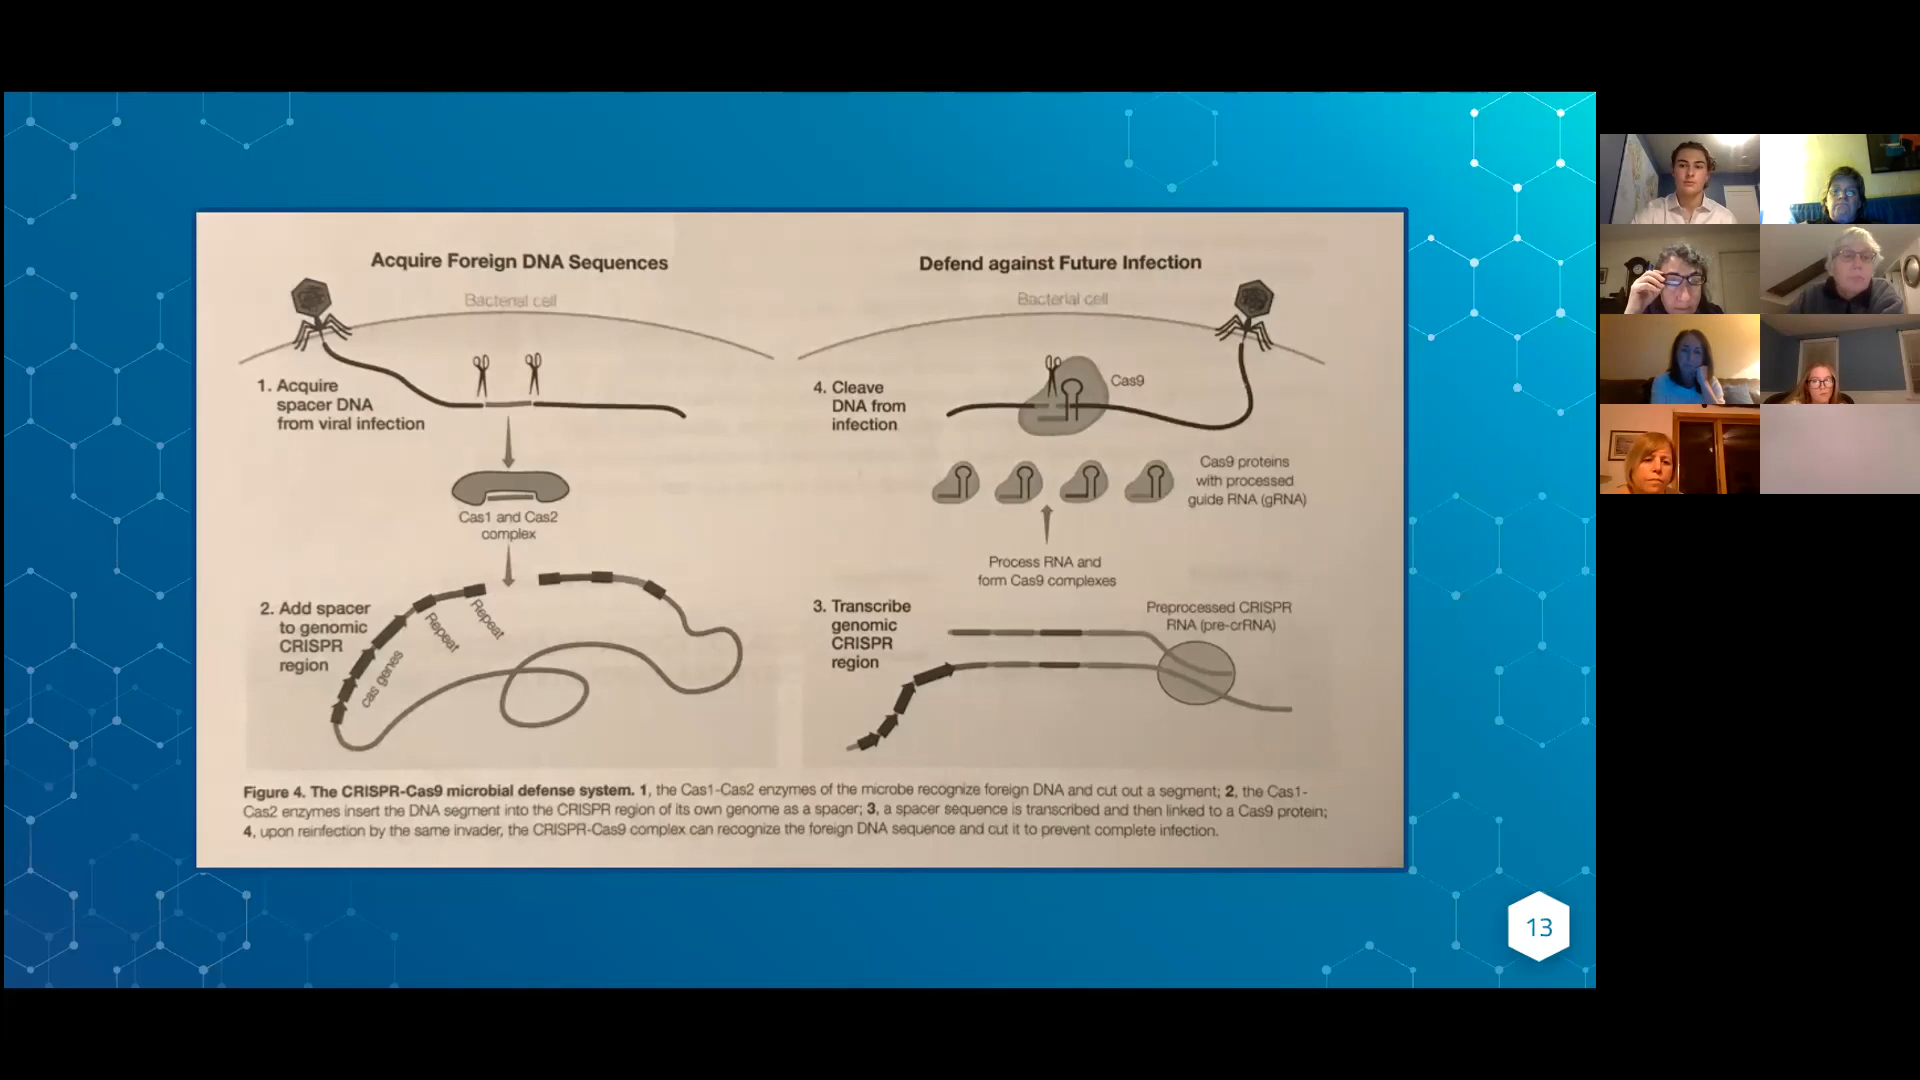 Acquire Foreign DNA Sequences
Bacterial cell
1. Acquire
spacer DNA
from viral infection
Cas1 and Cas2
complex
2. Add spacer
to genomic
CRISPR
region
Repeat
Repeat
cas genes
Defend against Future Infection
Bacterial cell
4. Cleave
DNA from
infection
Cas9
Cas9 proteins
with processed
guide RNA (gRNA)
Process RNA and
form Cas9 complexes
3. Transcribe
genomic
CRISPR
region
Preprocessed CRISPR
RNA (pre-crRNA)
Figure 4. The CRISPR-Cas9 microbial defense system. 1, the Cas1-Cas2 enzymes of the microbe recognize foreign DNA and cut out a segment; 2, the Cas1-
Cas2 enzymes insert the DNA segment into the CRISPR region of its own genome as a spacer; 3, a spacer sequence is transcribed and then linked to a Cas9 protein;
4, upon reinfection by the same invader, the CRISPR-Cas9 complex can recognize the foreign DNA sequence and cut it to prevent complete infection.
13